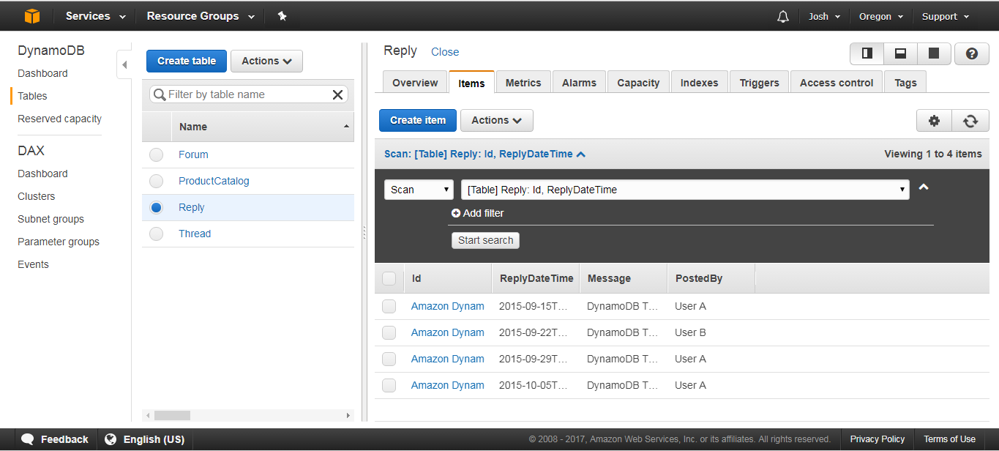 Services Resource Groups Josh Oregon Support
DynamoDB
Dashboard
Tables
Reserved capacity
DAX
Dashboard
Clusters
Subnet groups
Parameter groups
Events
Create table Actions
Filter by table name
Name
Forum
ProductCatalog
Reply
Thread
Reply Close
Overview Items Metrics Alarms Capacity Indexes Triggers Access control Tags
Create item Actions
Scan: [Table] Reply: Id, ReplyDateTime Viewing 1 to 4 items
Scan [Table] Reply: Id, ReplyDateTime
Add filter
Start search
Id ReplyDateTime Message PostedBy
Amazon Dynam 2015-09-15T... DynamoDB T... User A
Amazon Dynam 2015-09-22T... DynamoDB T... User B
Amazon Dynam 2015-09-29T... DynamoDB T... User A
Amazon Dynam 2015-10-05T... DynamoDB T... User A
Feedback English (US) © 2008 - 2017, Amazon Web Services, Inc. or its affiliates. All rights reserved. Privacy Policy Terms of Use